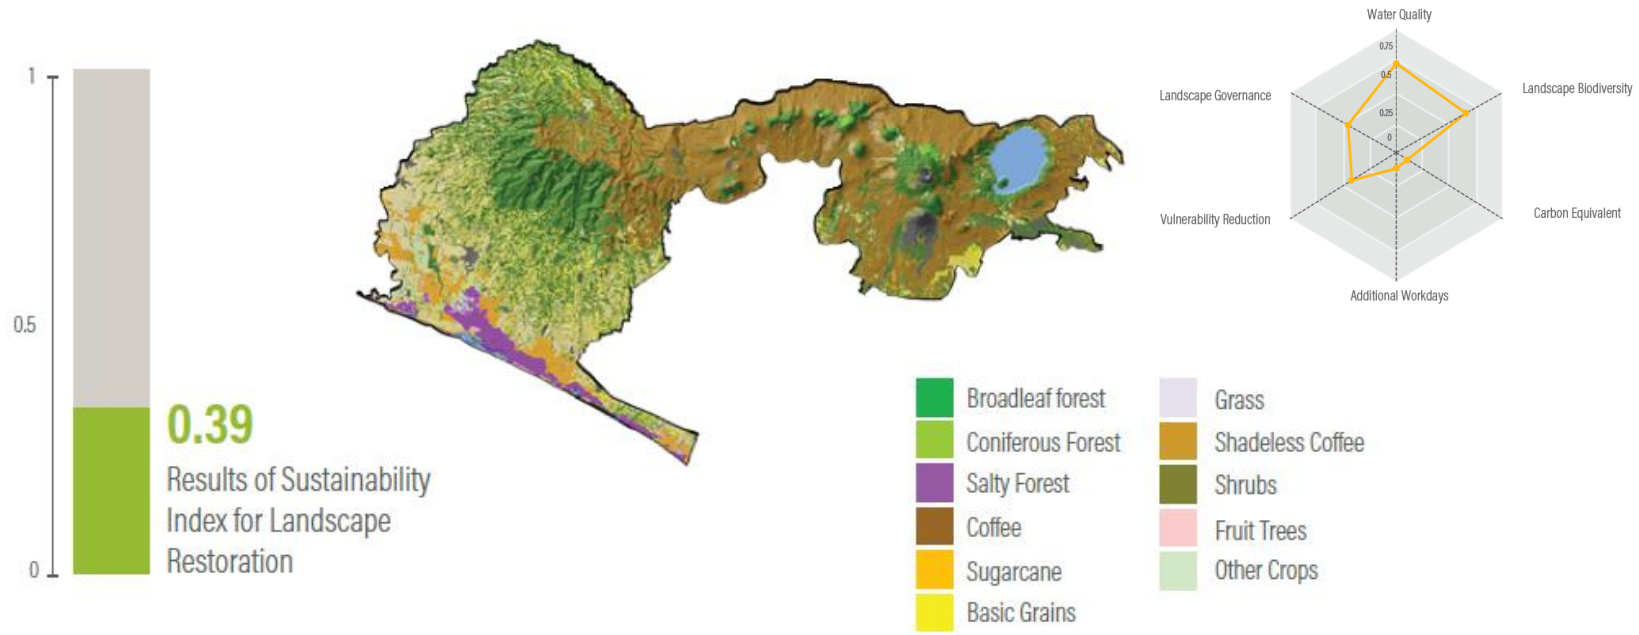 1
0.5
0
0.39
Results of Sustainability
Index for Landscape
Restoration
Broadleaf forest
Coniferous Forest
Salty Forest
Coffee
Sugarcane
Basic Grains
Grass
Shadeless Coffee
Shrubs
Fruit Trees
Other Crops
Water Quality
0.75
0.5
0.25
0
Landscape Governance
Landscape Biodiversity
Vulnerability Reduction
Carbon Equivalent
Additional Workdays